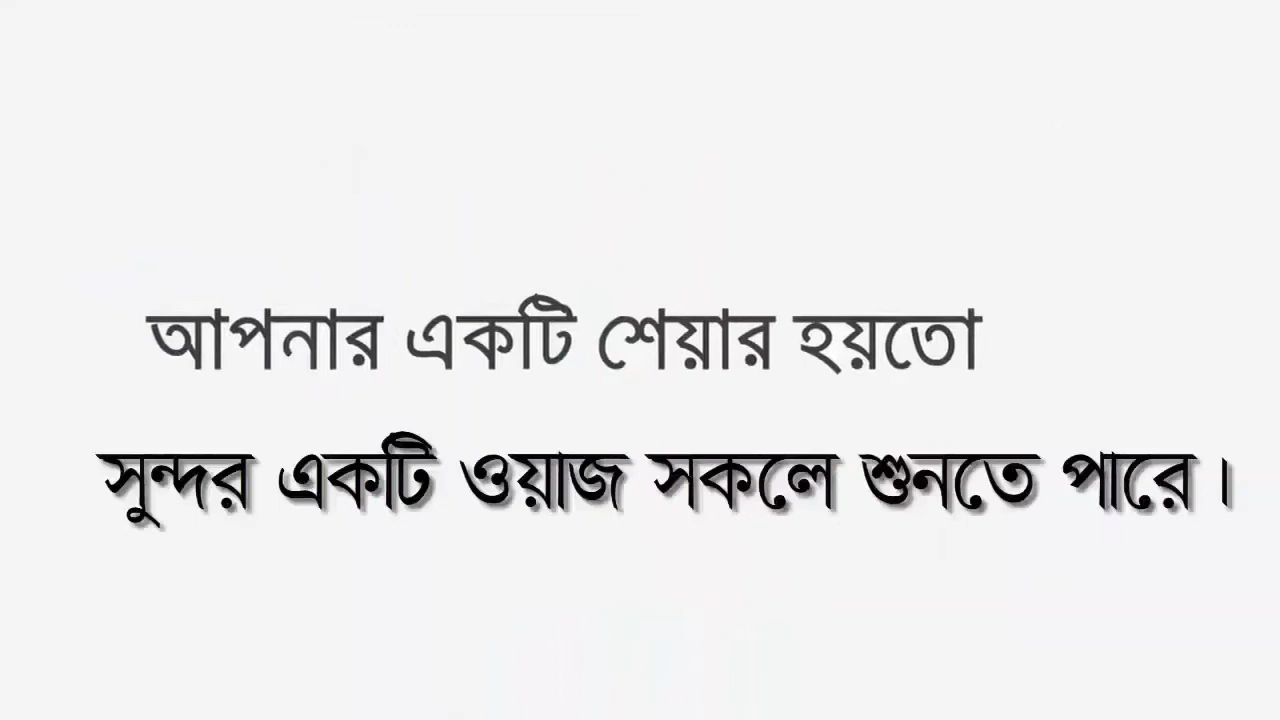 আপনার একটি শেয়ার হয়তো
সুন্দর একটি ওয়াজ সকলে শুনতে পারে।